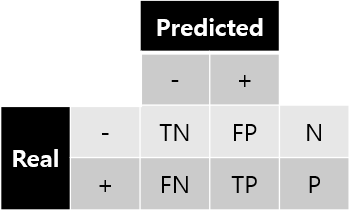 Predicted
- +
Real
- TN FP N
+ FN TP P